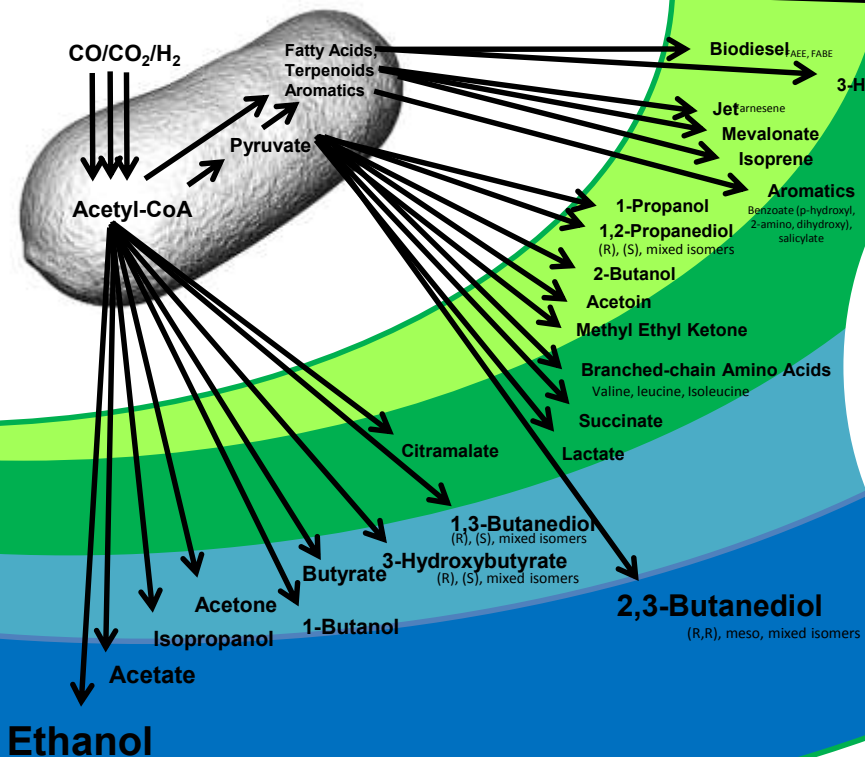 CO/CO2/H2
Fatty Acids,
Terpenoids
Aromatics
Pyruvate
Acetyl-CoA
Biodiesel FAEE, FABE
3-H
Jet farnesene
Mevalonate
Isoprene
Aromatics
Benzoate (p-hydroxyl,
2-amino, dihydroxy),
salicylate
1-Propanol
1,2-Propanediol
(R), (S), mixed isomers
2-Butanol
Acetoin
Methyl Ethyl Ketone
Branched-chain Amino Acids
Valine, leucine, Isoleucine
Succinate
Lactate
Citramalate
1,3-Butanediol
(R), (S), mixed isomers
3-Hydroxybutyrate
(R), (S), mixed isomers
Butyrate
Acetone
1-Butanol
Isopropanol
2,3-Butanediol
(R,R), meso, mixed isomers
Acetate
Ethanol